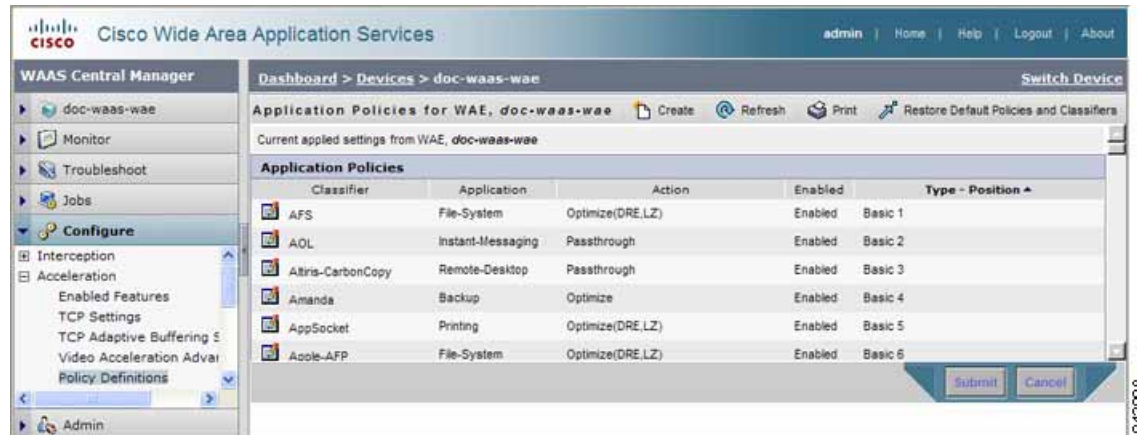 CISCO Cisco Wide Area Application Services admin | Home | Help | Logout | About
WAAS Central Manager
Dashboard > Devices > doc-waas-wae Switch Device
doc-waas-wae
Application Policies for WAE, doc-waas-wae Create Refresh Print Restore Default Policies and Classifiers
Monitor
Current applied settings from WAE, doc-waas-wae
Troubleshoot
Application Policies
Classifier Application Action Enabled Type - Position
Jobs
AFS File-System Optimize(DRE,LZ) Enabled Basic 1
Configure
AOL Instant-Messaging Passthrough Enabled Basic 2
Interception
Altiris-CarbonCopy Remote-Desktop Passthrough Enabled Basic 3
Acceleration
Enabled Features
Amanda Backup Optimize Enabled Basic 4
TCP Settings
AppSocket Printing Optimize(DRE,LZ) Enabled Basic 5
TCP Adaptive Buffering S
Video Acceleration Advan
Apple-AFP File-System Optimize(DRE,LZ) Enabled Basic 6
Policy Definitions
Submit Cancel
Admin